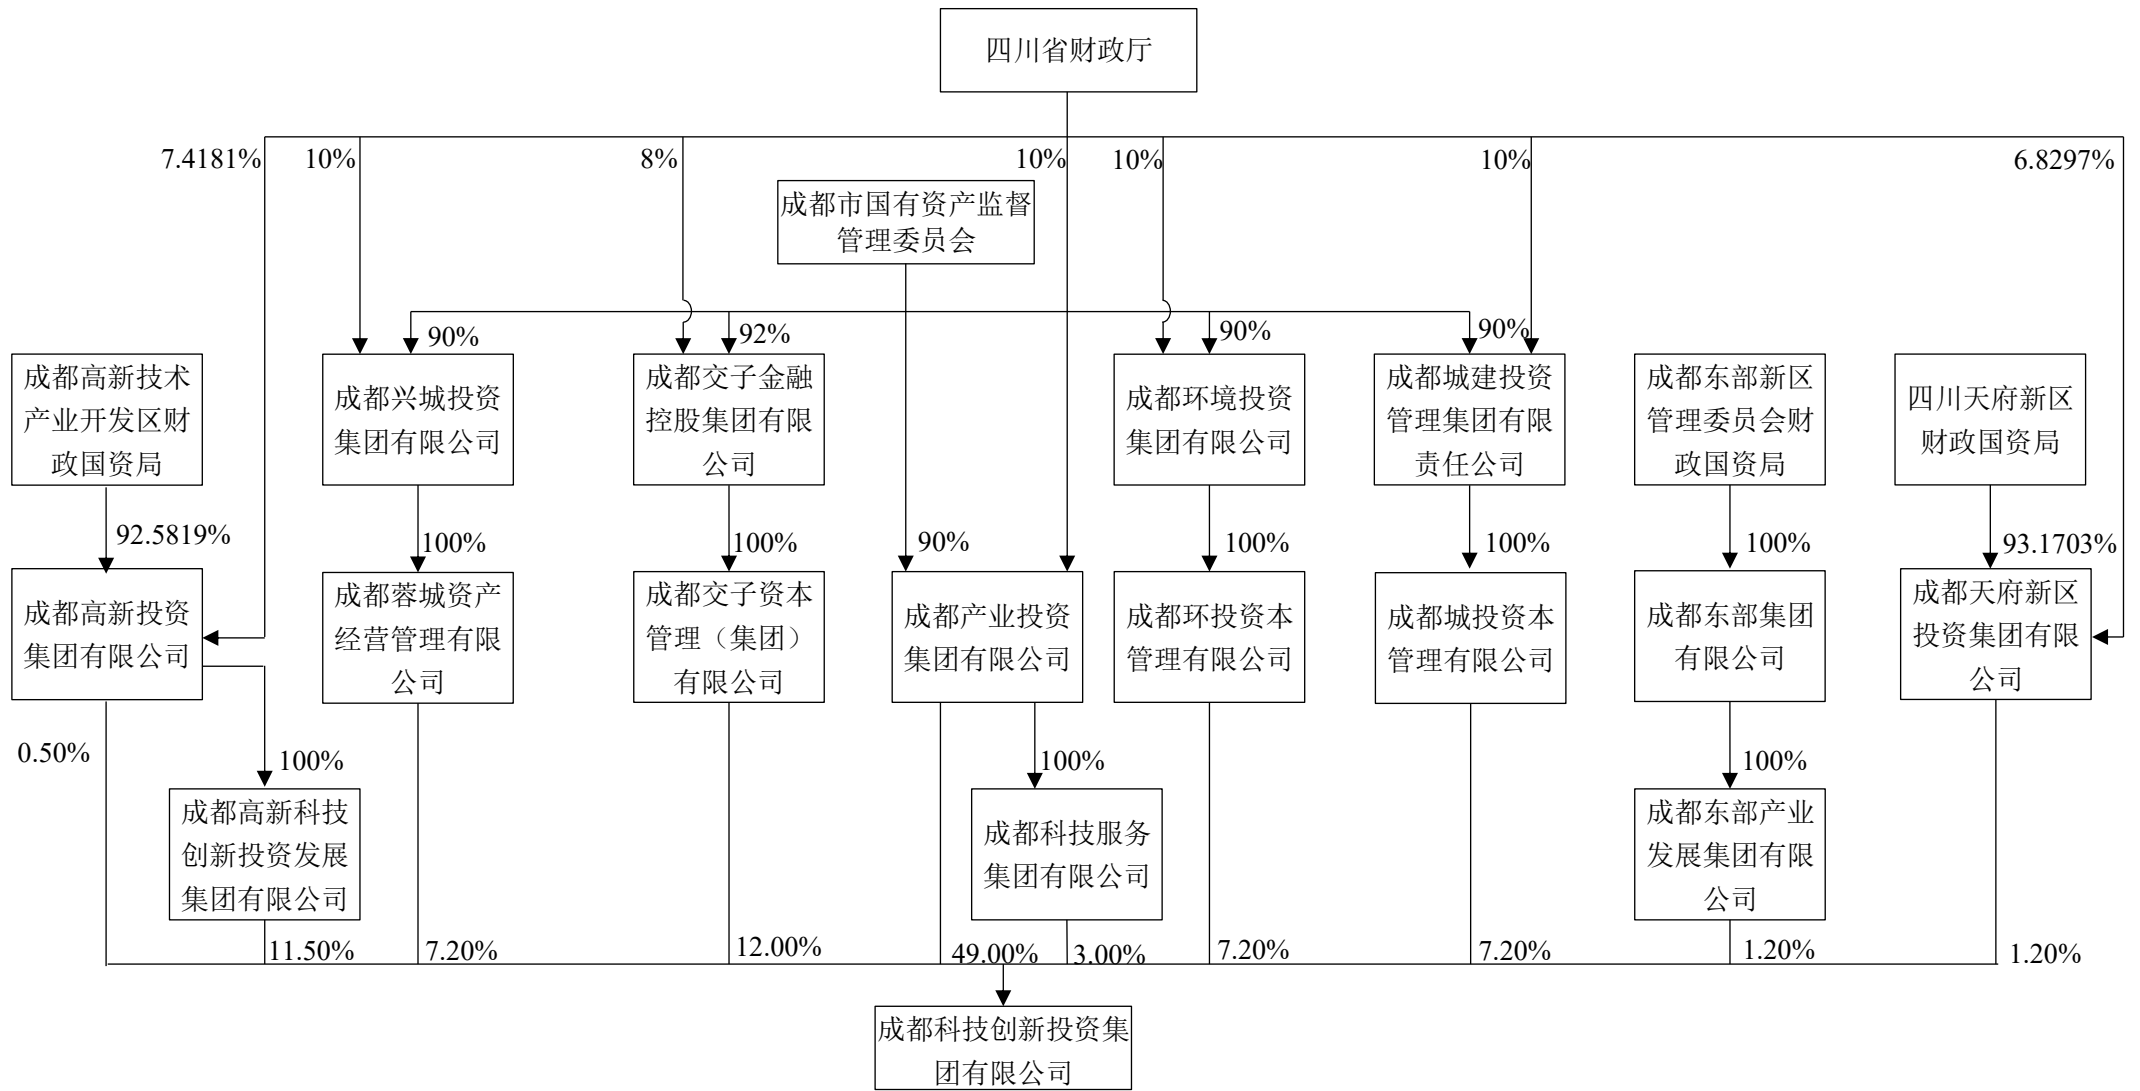 四川省财政厅
7.4181%
10%
8%
10%
10%
10%
6.8297%
成都市国有资产监督
管理委员会
90%
92%
90%
90%
成都高新技术
产业开发区财
政国资局
成都兴城投资
集团有限公司
成都交子金融
控股集团有限
公司
成都环境投资
集团有限公司
成都城建投资
管理集团有限
责任公司
成都东部新区
管理委员会财
政国资局
四川天府新区
财政国资局
92.5819%
100%
100%
90%
100%
100%
100%
93.1703%
成都高新投资
集团有限公司
成都蓉城资产
经营管理有限
公司
成都交子资本
管理（集团）
有限公司
成都产业投资
集团有限公司
成都环投资本
管理有限公司
成都城投资本
管理有限公司
成都东部集团
有限公司
成都天府新区
投资集团有限
公司
0.50%
100%
100%
100%
成都高新科技
创新投资发展
集团有限公司
成都科技服务
集团有限公司
成都东部产业
发展集团有限
公司
11.50%
7.20%
12.00%
49.00%
3.00%
7.20%
7.20%
1.20%
1.20%
成都科技创新投资集
团有限公司